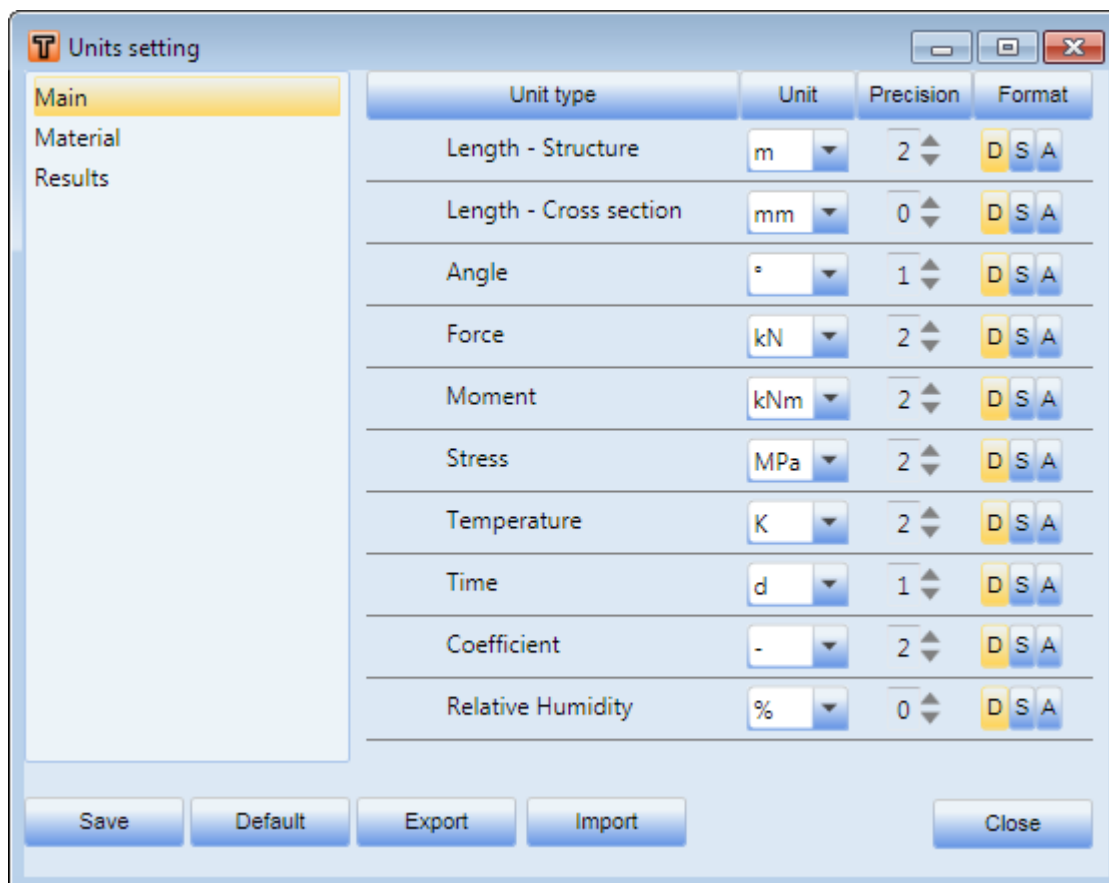 T Units setting
Main
Material
Results
Unit type Unit Precision Format
Length - Structure m 2 D S A
Length - Cross section mm 0 D S A
Angle ° 1 D S A
Force kN 2 D S A
Moment kNm 2 D S A
Stress MPa 2 D S A
Temperature K 2 D S A
Time d 1 D S A
Coefficient - 2 D S A
Relative Humidity % 0 D S A
Save Default Export Import Close